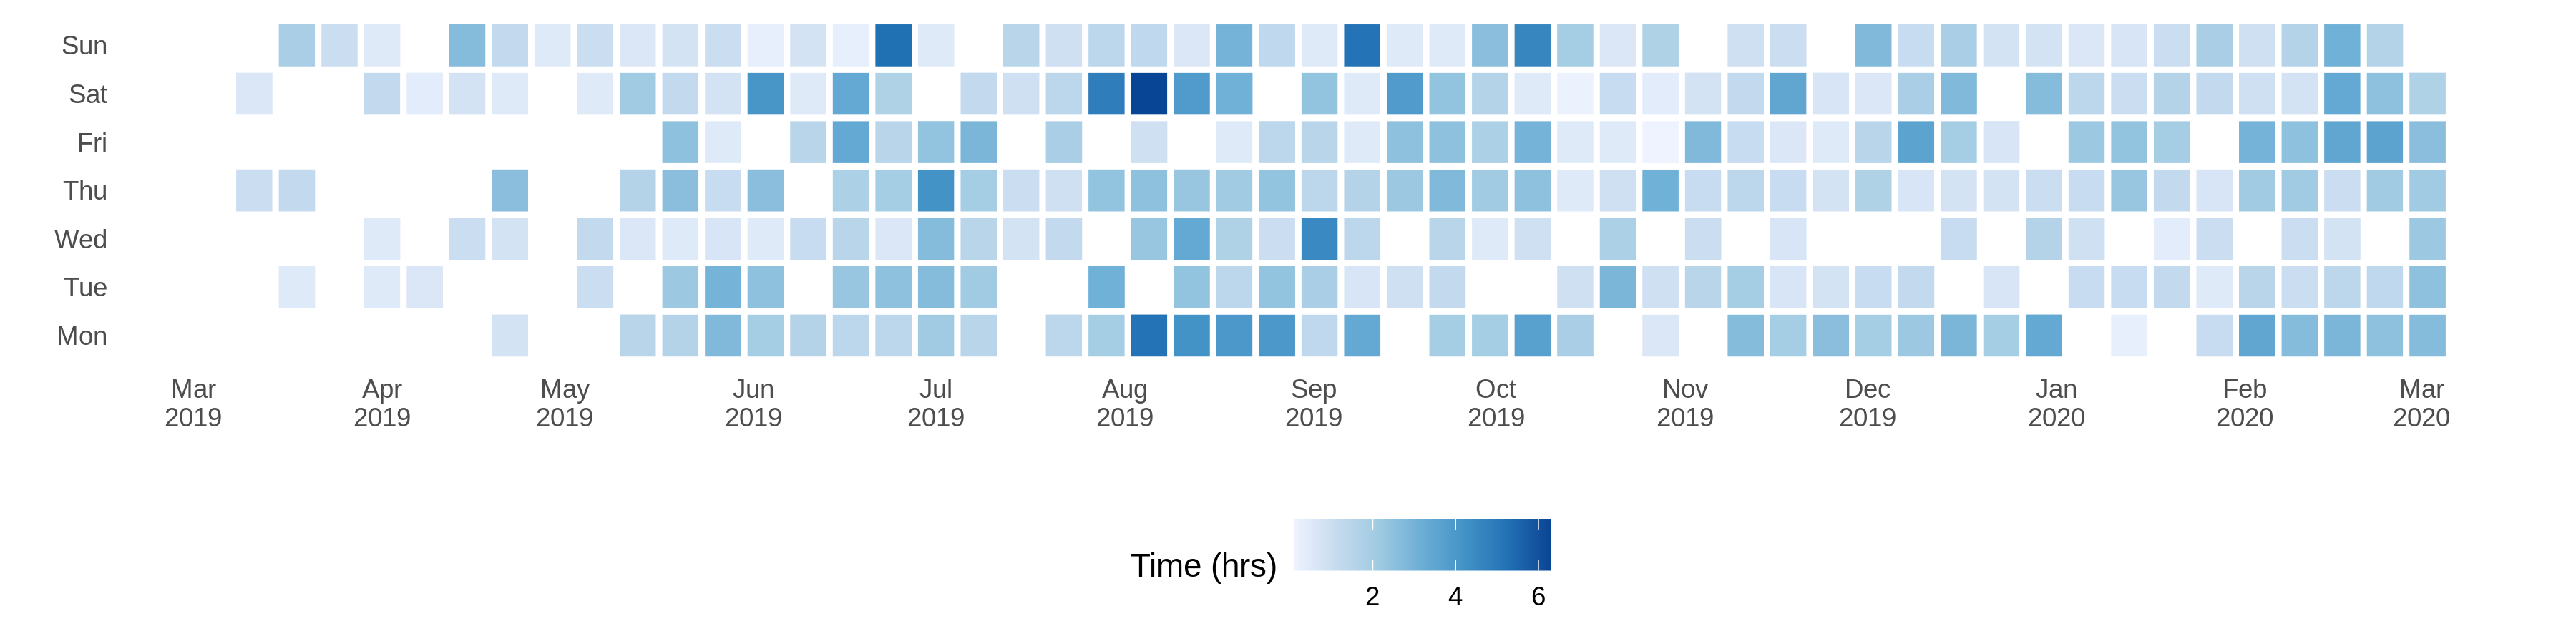 Sun
Sat
Fri
Thu
Wed
Tue
Mon
Mar Apr May Jun Jul Aug Sep Oct Nov Dec Jan Feb Mar
2019 2019 2019 2019 2019 2019 2019 2019 2019 2019 2020 2020 2020
Time (hrs)
2 4 6